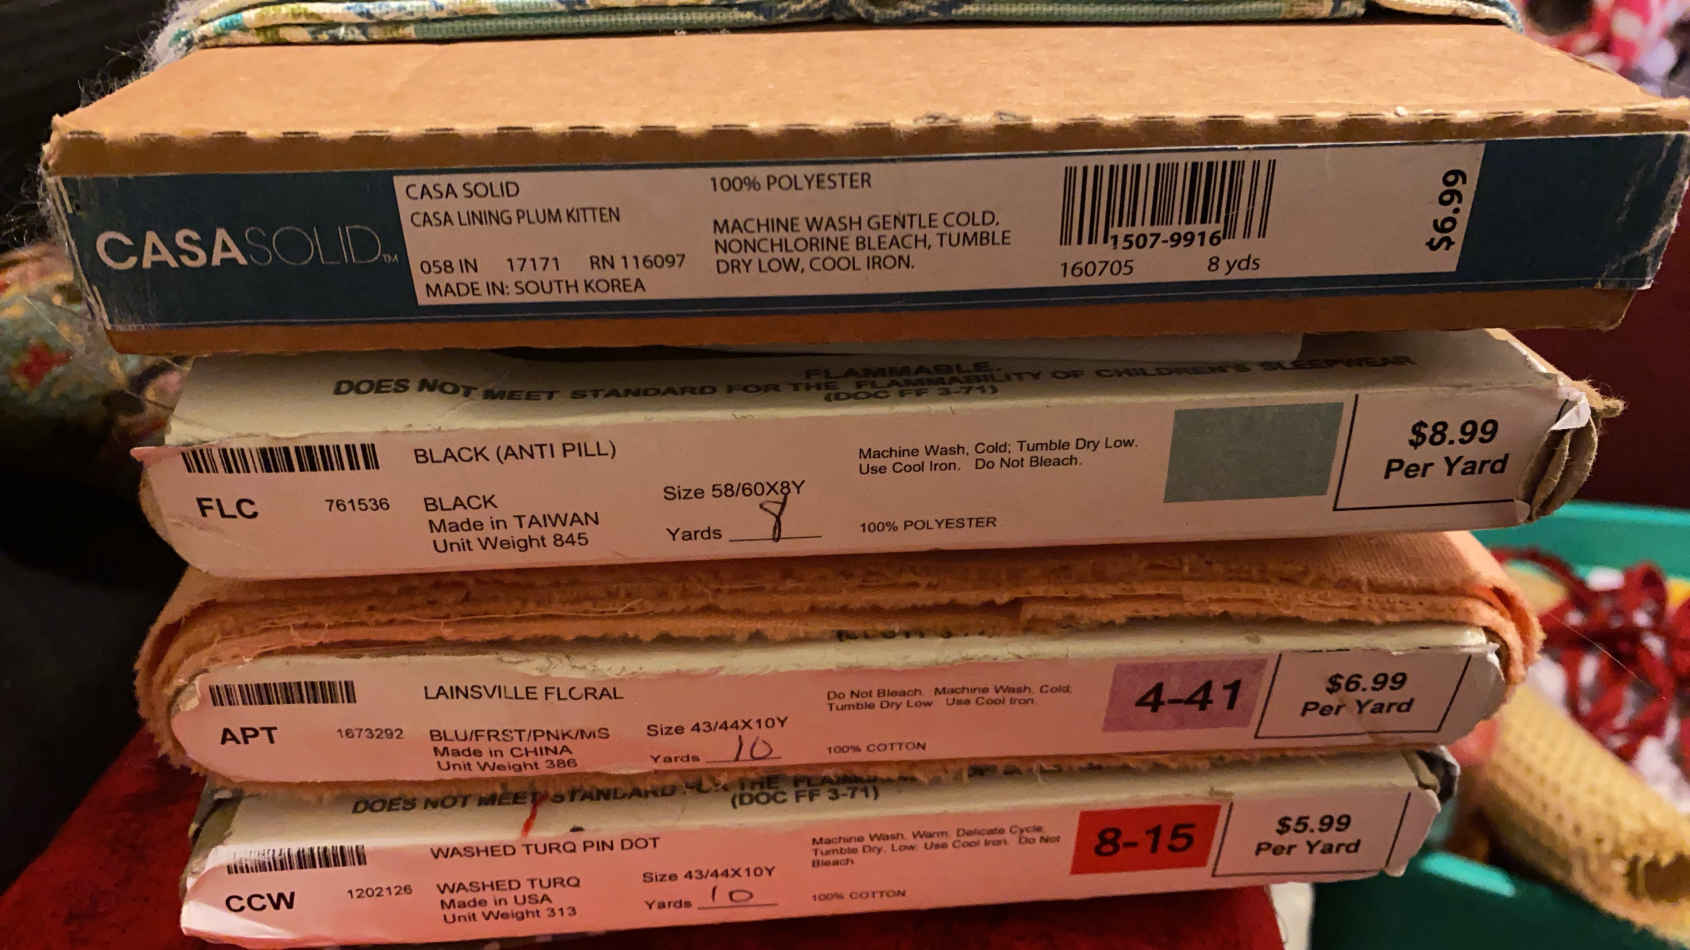 CASASOLID™
CASA SOLID
CASA LINING PLUM KITTEN
058 IN 17171 RN 116097
MADE IN: SOUTH KOREA
100% POLYESTER
MACHINE WASH GENTLE COLD,
NONCHLORINE BLEACH, TUMBLE
DRY LOW, COOL IRON.
1507-9916
160705 8 yds
$6.99
FLAMMABLE.
DOES NOT MEET STANDARD FOR THE FLAMMABILITY OF CHILDREN'S SLEEPWEAR
(DOC FF 3-71)
FLC
761536
BLACK (ANTI PILL)
BLACK
Made in TAIWAN
Unit Weight 845
Size 58/60X8Y
Yards 8
Machine Wash, Cold; Tumble Dry Low.
Use Cool Iron. Do Not Bleach.
100% POLYESTER
$8.99
Per Yard
APT
1673292
LAINSVILLE FLORAL
BLU/FRST/PNK/MS
Made in CHINA
Unit Weight 386
Size 43/44X10Y
Yards 10
Do Not Bleach. Machine Wash, Cold;
Tumble Dry Low Use Cool Iron.
100% COTTON
4-41
$6.99
Per Yard
DOES NOT MEET STANDARD THE
(DOC FF 3-71)
CCW
1202126
WASHED TURQ PIN DOT
WASHED TURQ
Made in USA
Unit Weight 313
Size 43/44X10Y
Yards 10
Machine Wash, Warm, Delicate Cycle,
Tumble Dry, Low. Use Cool Iron. Do Not
Bleach
100% COTTON
8-15
$5.99
Per Yard